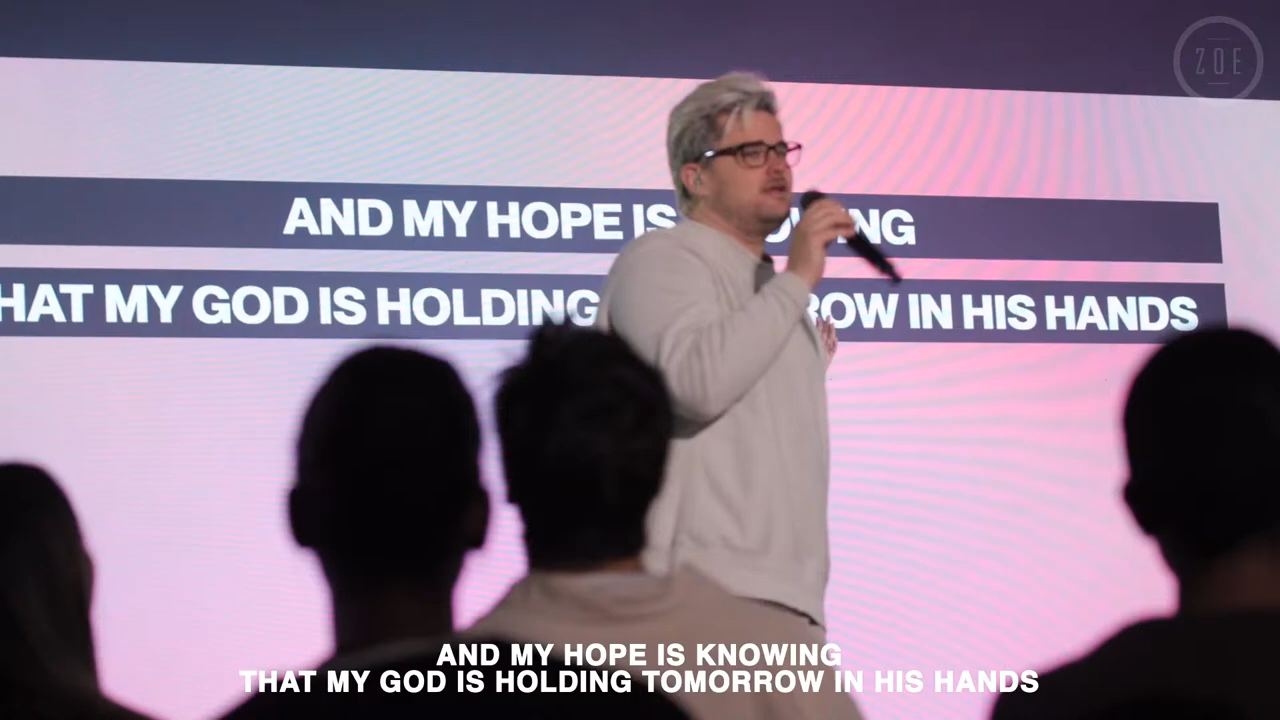 ZOE
AND MY HOPE IS
NG
HAT MY GOD IS HOLDING ROW IN HIS HANDS
AND MY HOPE IS KNOWING
THAT MY GOD IS HOLDING TOMORROW IN HIS HANDS